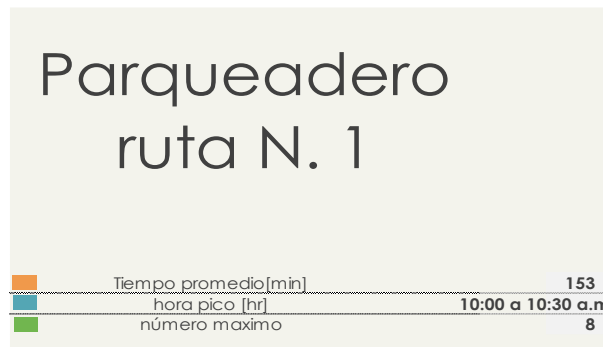 Parqueadero
ruta N. 1
Tiempo promedio[min] 153
hora pico [hr] 10:00 a 10:30 a.m
número maximo 8